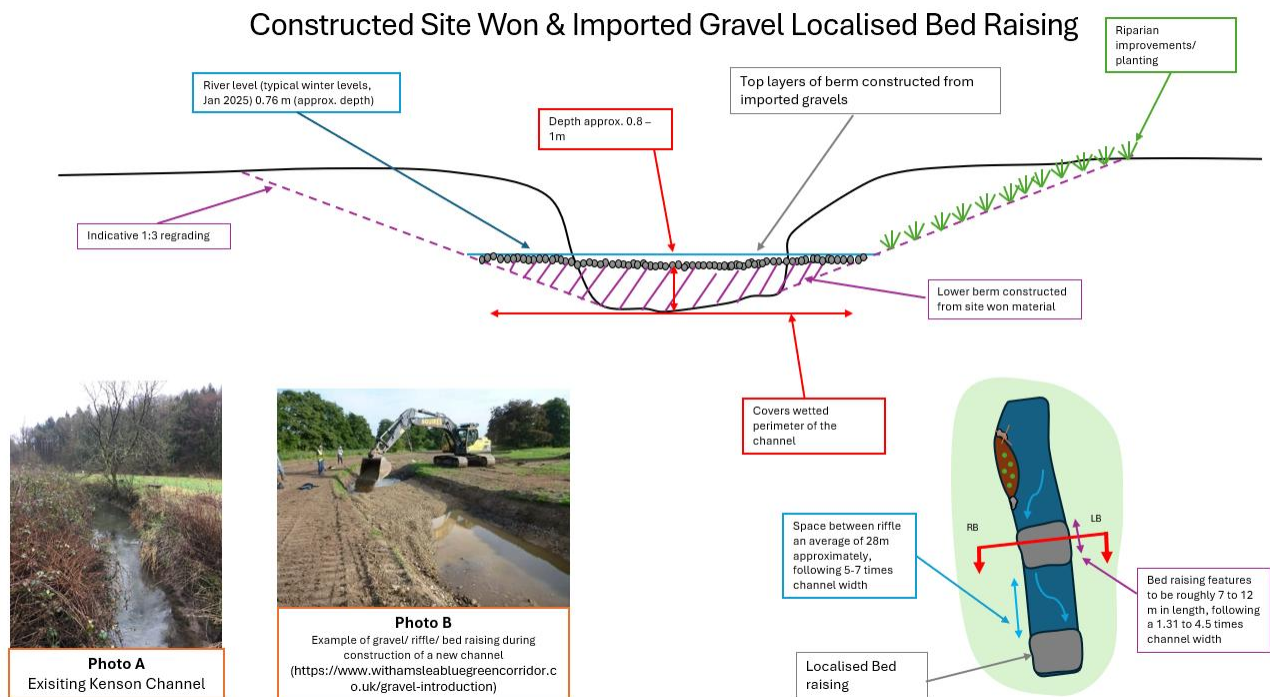 Constructed Site Won & Imported Gravel Localised Bed Raising
Riparian
improvements/
planting
River level (typical winter levels,
Jan 2025) 0.76 m (approx. depth)
Top layers of berm constructed from
imported gravels
Depth approx. 0.8 –
1m
Indicative 1:3 regrading
Lower berm constructed
from site won material
Covers wetted
perimeter of the
channel
Space between riffle
an average of 28m
approximately,
following 5-7 times
channel width
RB
LB
Bed raising features
to be roughly 7 to 12
m in length, following
a 1.31 to 4.5 times
channel width
Localised Bed
raising
Photo A
Exisiting Kenson Channel
Photo B
Example of gravel/ riffle/ bed raising during
construction of a new channel
(https://www.withamsleabluegreencorridor.c
o.uk/gravel-introduction)